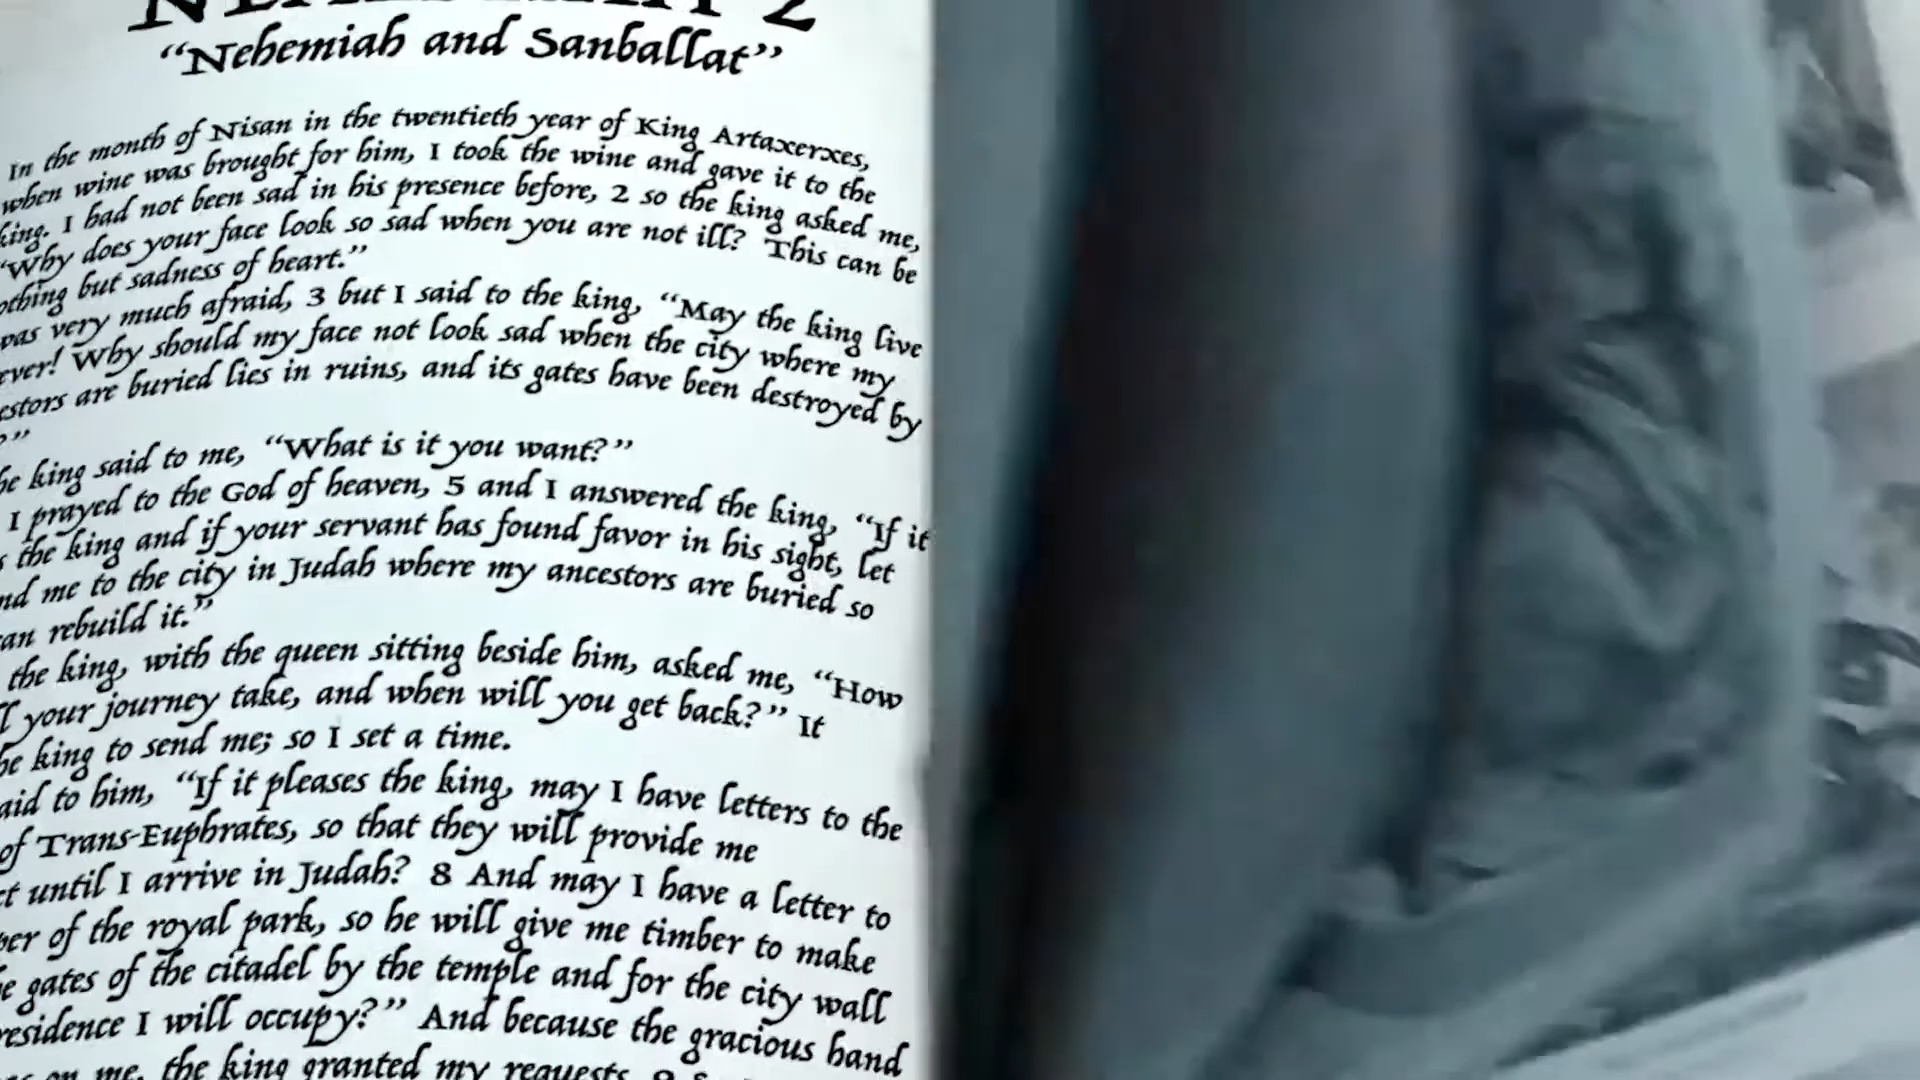 2
“Nehemiah and Sanballat”
In the month of Nisan in the twentieth year of King Artaxerxes,
when wine was brought for him, I took the wine and gave it to the
king. I had not been sad in his presence before, 2 so the king asked me,
“Why does your face look so sad when you are not ill? This can be
othing but sadness of heart.”
was very much afraid, 3 but I said to the king, “May the king live
ever! Why should my face not look sad when the city where my
estors are buried lies in ruins, and its gates have been destroyed by
?”
he king said to me, “What is it you want?”
I prayed to the God of heaven, 5 and I answered the king, “If it
s the king and if your servant has found favor in his sight, let
nd me to the city in Judah where my ancestors are buried so
an rebuild it.”
the king, with the queen sitting beside him, asked me, “How
l your journey take, and when will you get back?” It
he king to send me; so I set a time.
aid to him, “If it pleases the king, may I have letters to the
of Trans-Euphrates, so that they will provide me
ct until I arrive in Judah? 8 And may I have a letter to
per of the royal park, so he will give me timber to make
e gates of the citadel by the temple and for the city wall
residence I will occupy?” And because the gracious hand
on me, the king granted my requests. 9